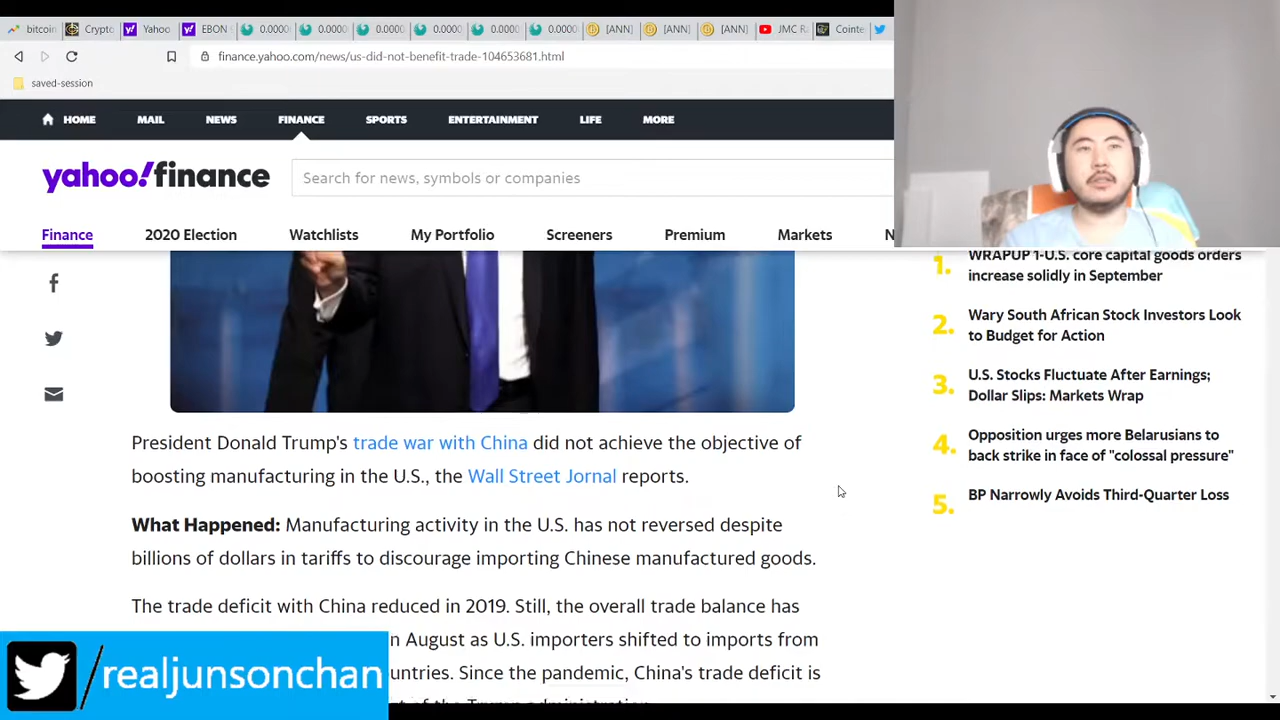 bitcoin
Crypto
Yahoo
EBON
0.0000
0.0000
0.0000
0.0000
0.0000
0.0000
[ANN]
[ANN]
[ANN]
JMC R
Cointe
finance.yahoo.com/news/us-did-not-benefit-trade-104653681.html
saved-session
HOME MAIL NEWS FINANCE SPORTS ENTERTAINMENT LIFE MORE
yahoo!finance
Search for news, symbols or companies
Finance 2020 Election Watchlists My Portfolio Screeners Premium Markets N
President Donald Trump's trade war with China did not achieve the objective of
boosting manufacturing in the U.S., the Wall Street Jornal reports.
What Happened: Manufacturing activity in the U.S. has not reversed despite
billions of dollars in tariffs to discourage importing Chinese manufactured goods.
The trade deficit with China reduced in 2019. Still, the overall trade balance has
n August as U.S. importers shifted to imports from
untries. Since the pandemic, China's trade deficit is
of the Trump administration
1. WRAPUP 1-U.S. core capital goods orders
increase solidly in September
2. Wary South African Stock Investors Look
to Budget for Action
3. U.S. Stocks Fluctuate After Earnings;
Dollar Slips: Markets Wrap
4. Opposition urges more Belarusians to
back strike in face of "colossal pressure"
5. BP Narrowly Avoids Third-Quarter Loss
/realjunsonchan